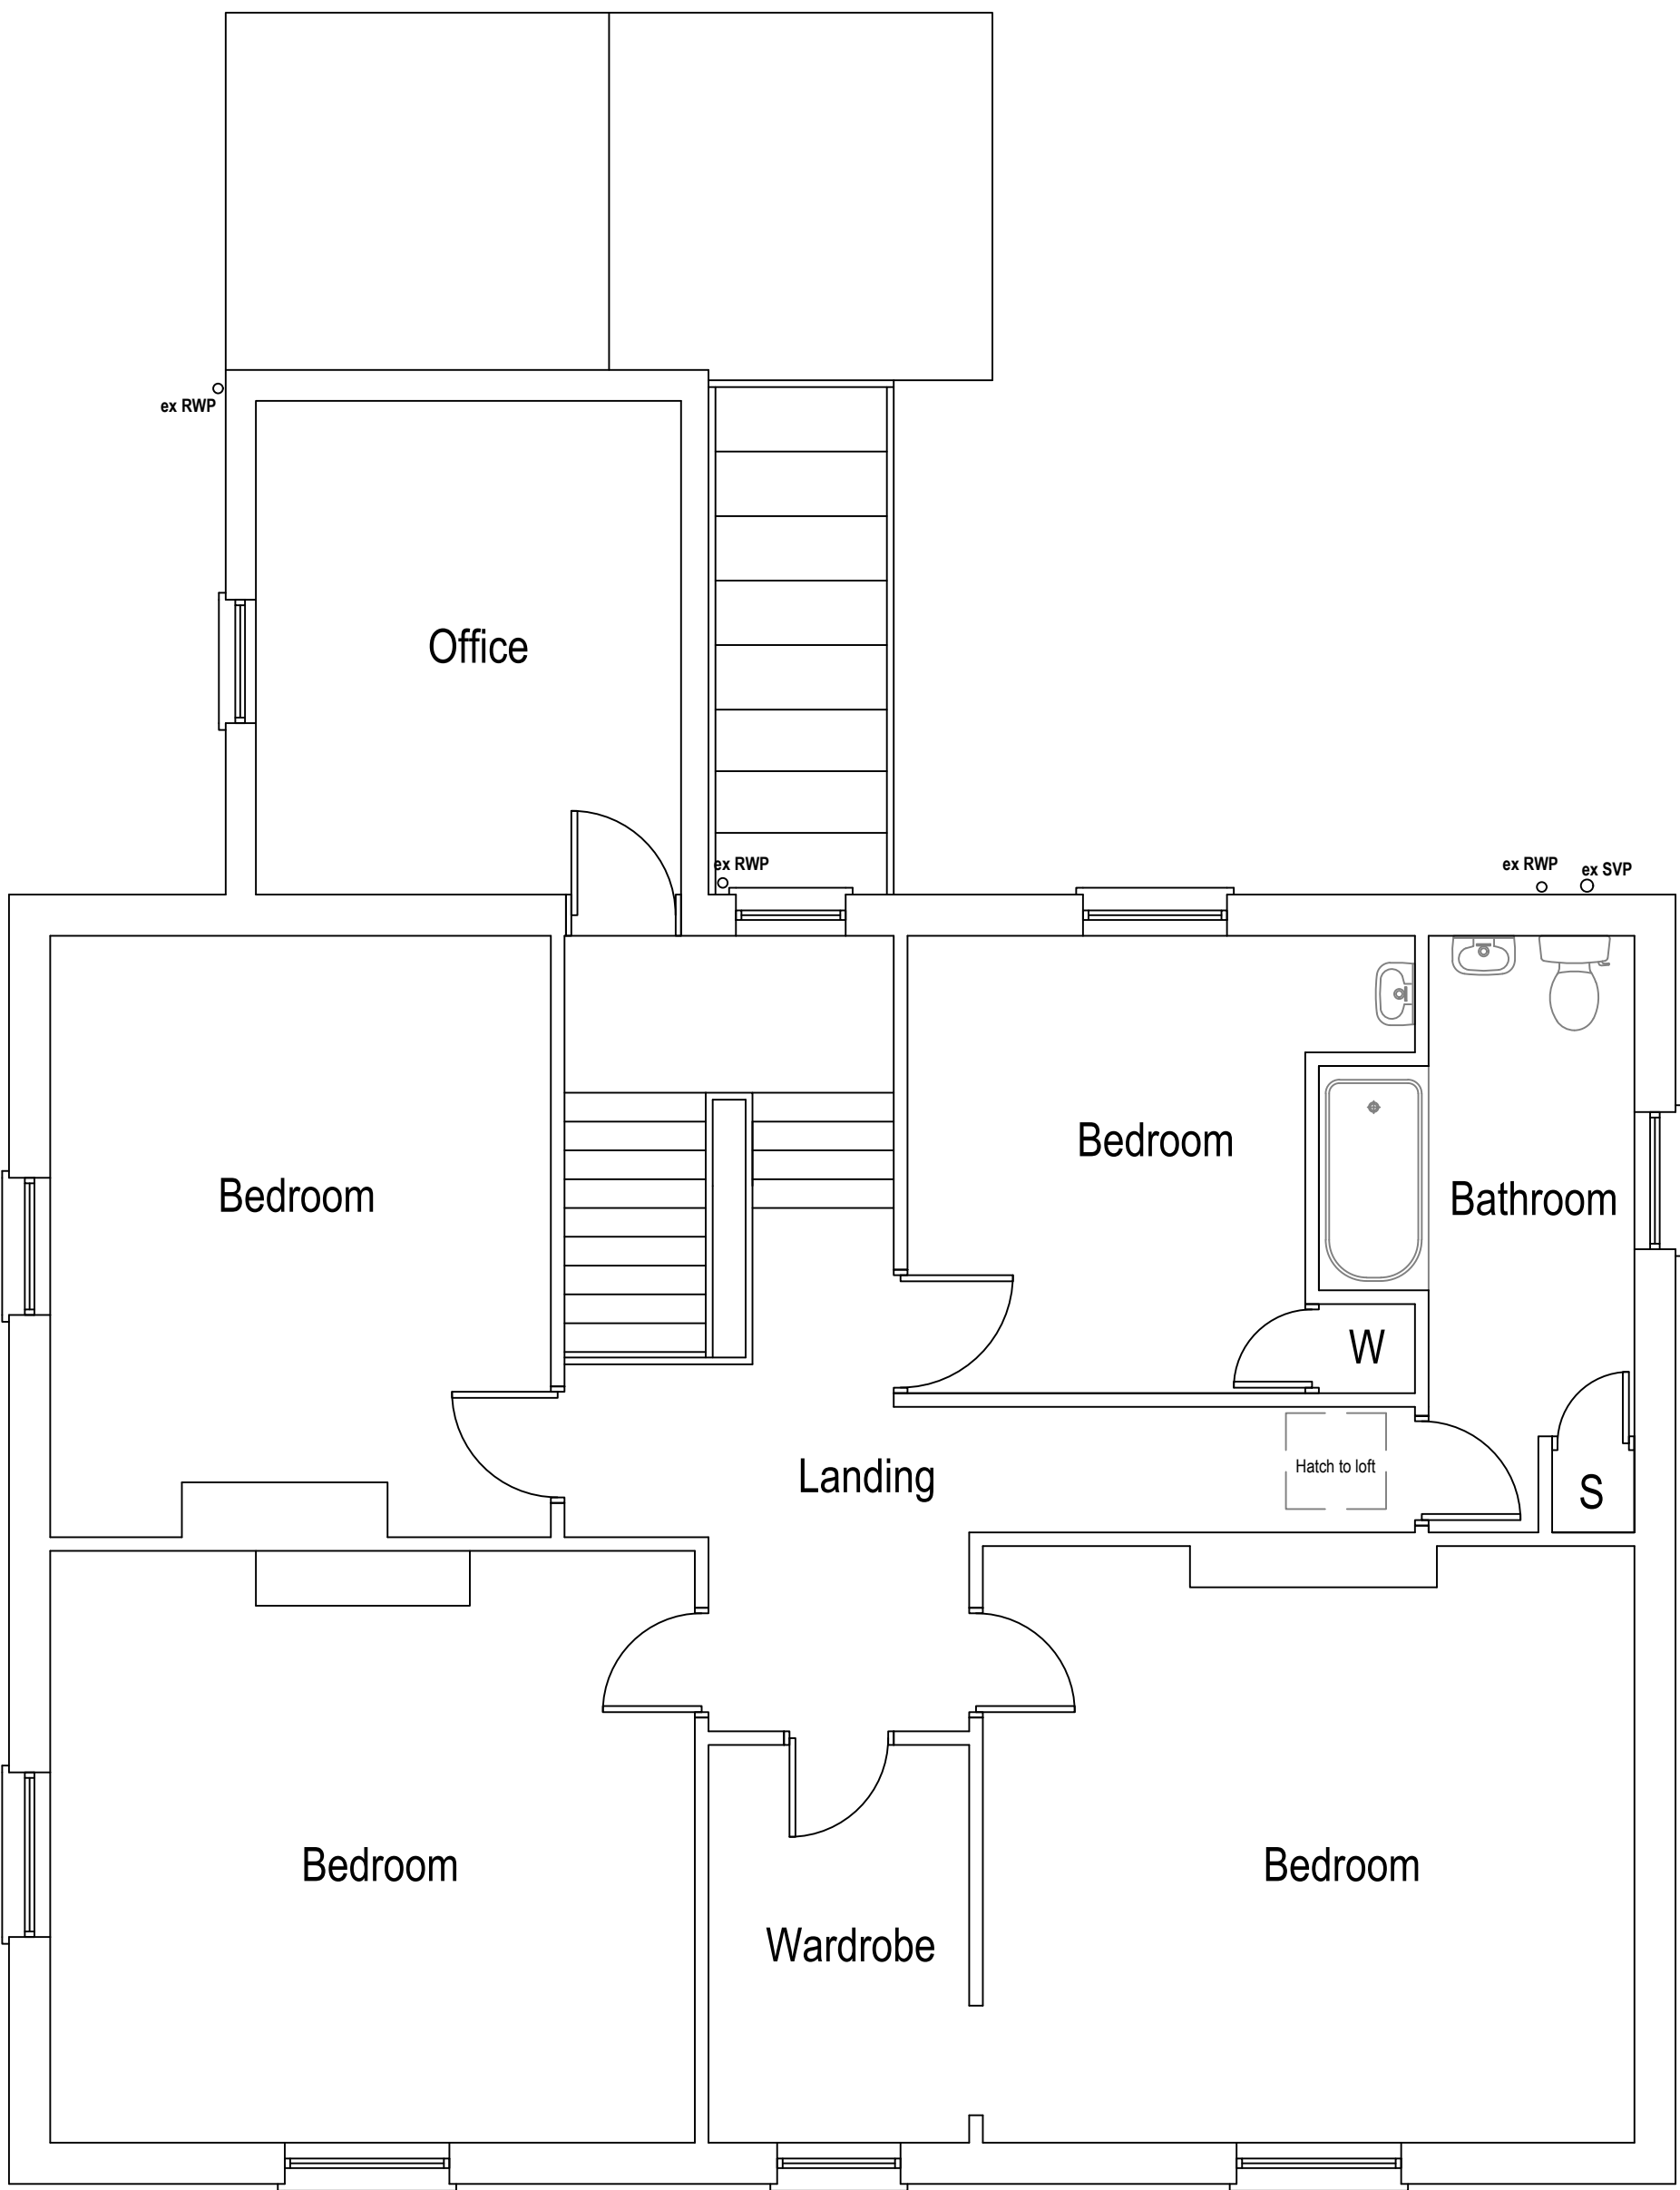 ex RWP
Office
ex RWP
ex RWP
ex SVP
Bedroom
Bedroom
Bathroom
W
Landing
Hatch to loft
S
Bedroom
Bedroom
Wardrobe